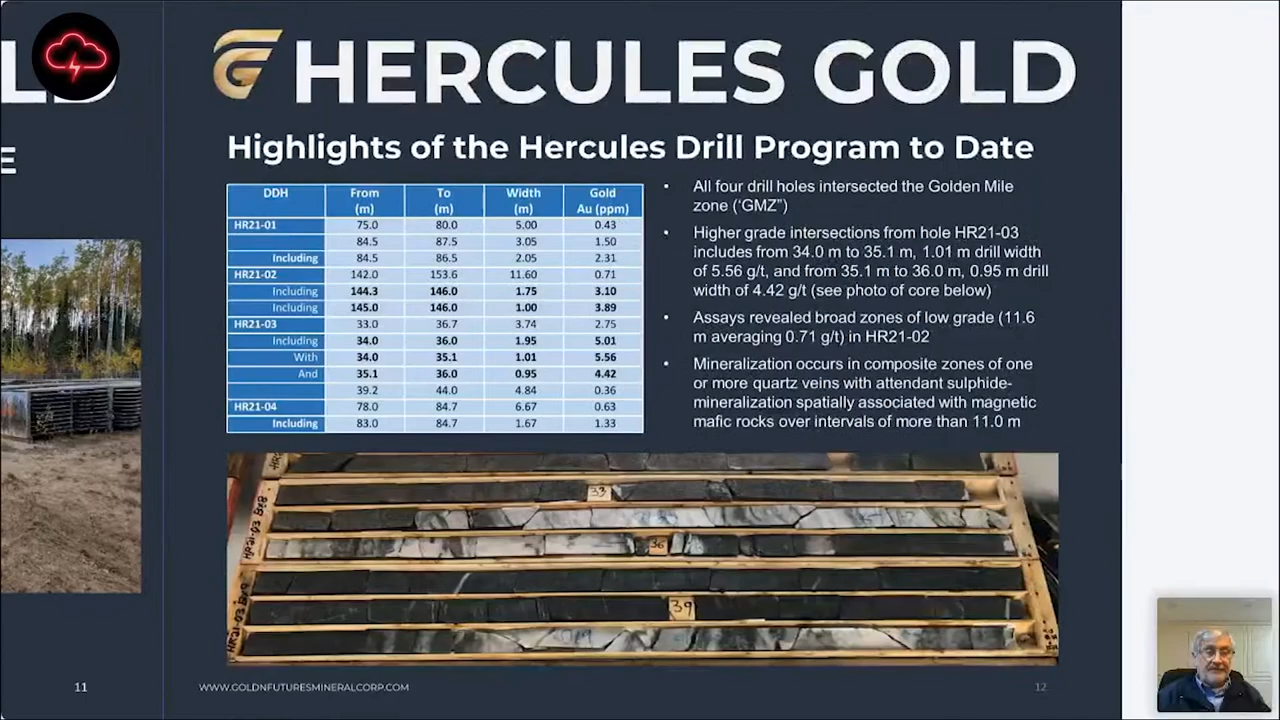 LD
E
11
HERCULES GOLD
Highlights of the Hercules Drill Program to Date
DDH From To Width Gold
(m) (m) (m) Au (ppm)
HR21-01 75.0 80.0 5.00 0.43
84.5 87.5 3.05 1.50
Including 84.5 86.5 2.05 2.31
HR21-02 142.0 153.6 11.60 0.71
Including 144.3 146.0 1.75 3.10
Including 145.0 146.0 1.00 3.89
HR21-03 33.0 36.7 3.74 2.75
Including 34.0 36.0 1.95 5.01
With 34.0 35.1 1.01 5.56
And 35.1 36.0 0.95 4.42
39.2 44.0 4.84 0.36
HR21-04 78.0 84.7 6.67 0.63
Including 83.0 84.7 1.67 1.33
• All four drill holes intersected the Golden Mile
zone (‘GMZ”)
• Higher grade intersections from hole HR21-03
includes from 34.0 m to 35.1 m, 1.01 m drill width
of 5.56 g/t, and from 35.1 m to 36.0 m, 0.95 m drill
width of 4.42 g/t (see photo of core below)
• Assays revealed broad zones of low grade (11.6
m averaging 0.71 g/t) in HR21-02
• Mineralization occurs in composite zones of one
or more quartz veins with attendant sulphide-
mineralization spatially associated with magnetic
mafic rocks over intervals of more than 11.0 m
33
36
39
WWW.GOLDNFUTURESMINERALCORP.COM
12